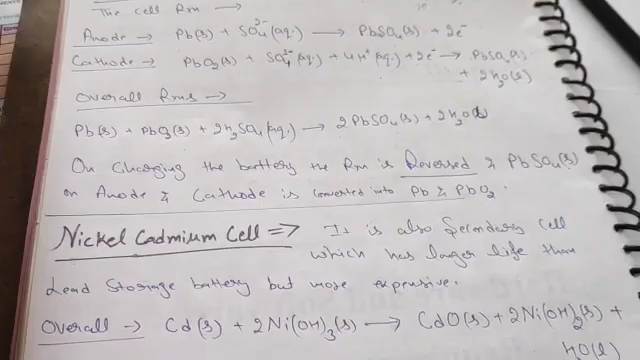 The Cell Rxn →
Anode → Pb(s) + SO₄²⁻(aq.) → PbSO₄(s) + 2e⁻
Cathode → PbO₂(s) + SO₄²⁻ + 4H⁺(aq.) + 2e⁻ → PbSO₄(s)
+ 2H₂O(l)
Overall Rxns →
Pb(s) + PbO₂(s) + 2H₂SO₄(aq.) → 2PbSO₄(s) + 2H₂O(l)
On Charging the battery the Rxn is Reversed & PbSO₄(s)
on Anode & Cathode is converted into Pb & PbO₂.
Nickel Cadmium Cell ⇒ It is also Secondary Cell
which has larger life than
Lead Storage battery but more expensive.
Overall → Cd(s) + 2Ni(OH)₃(s) → CdO(s) + 2Ni(OH)₂(s) +
H₂O(l)